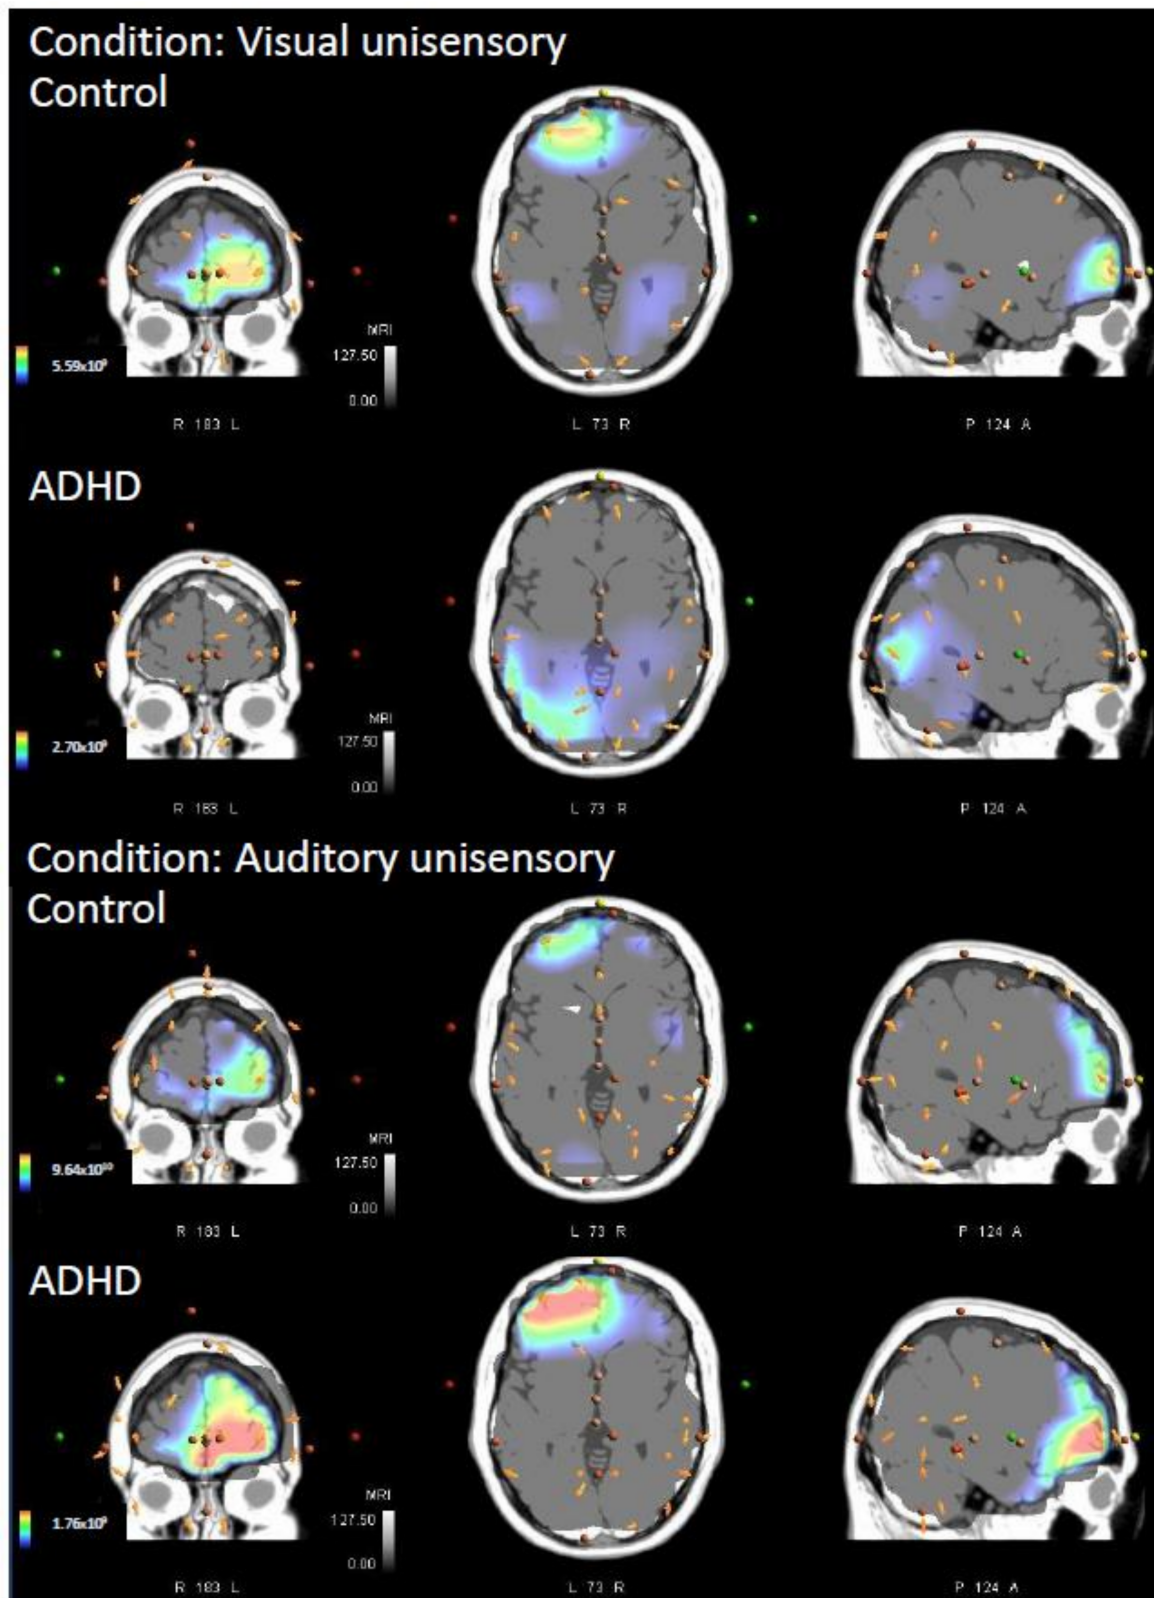 Condition: Visual unisensory
Control
MRI
127.50
5.59x10⁹
0.00
R 183 L
L 73 R
P 124 A
ADHD
MRI
127.50
2.70x10⁹
0.00
R 183 L
L 73 R
P 124 A
Condition: Auditory unisensory
Control
MRI
127.50
9.64x10¹⁰
0.00
R 183 L
L 73 R
P 124 A
ADHD
MRI
127.50
1.76x10⁹
0.00
R 183 L
L 73 R
P 124 A